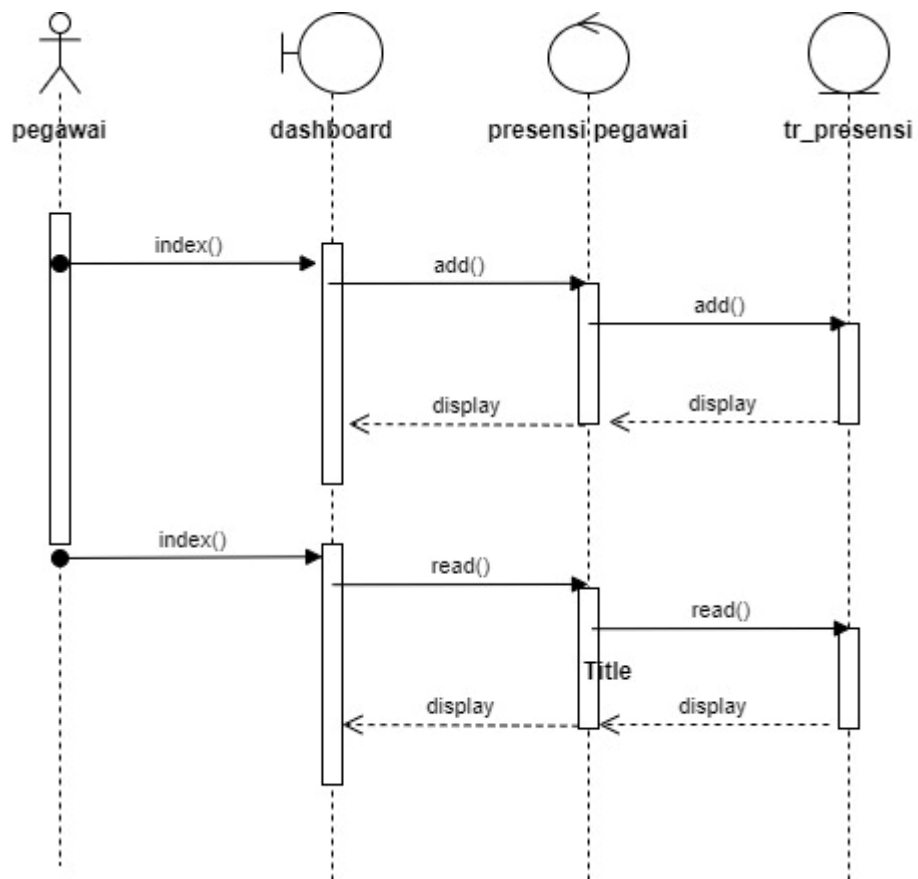 pegawai
dashboard
presensi pegawai
tr_presensi
index()
add()
add()
display
display
index()
read()
read()
Title
display
display